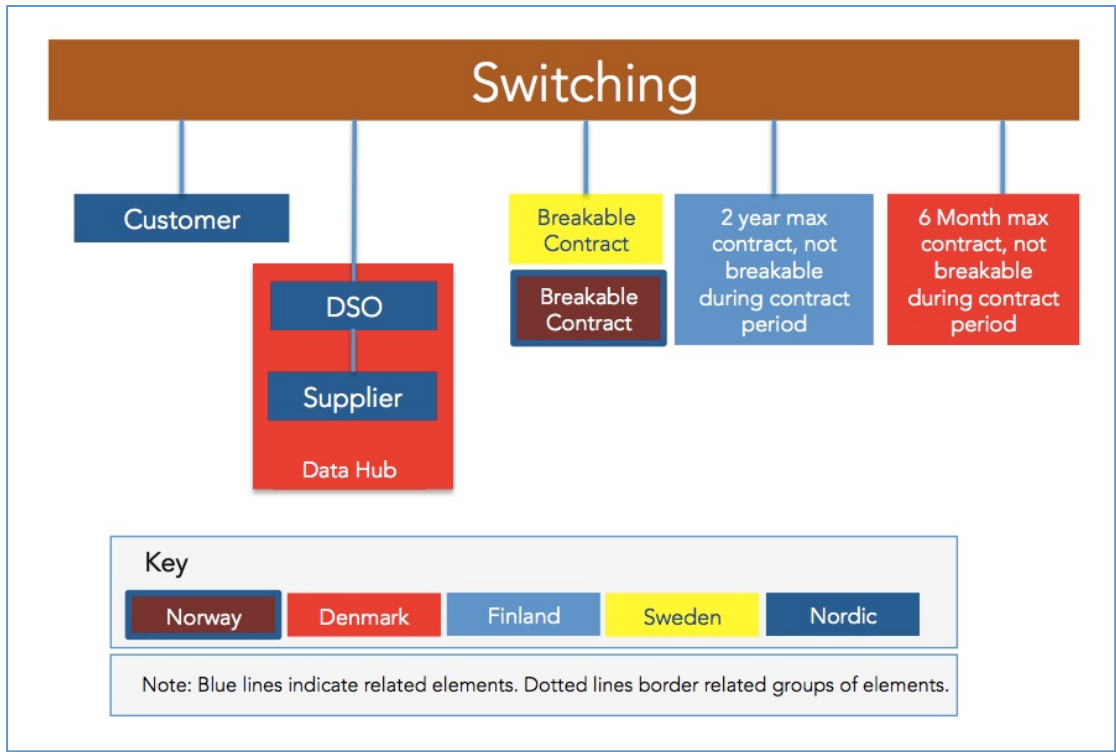 Switching
Customer
DSO
Supplier
Data Hub
Breakable
Contract
Breakable
Contract
2 year max
contract, not
breakable
during contract
period
6 Month max
contract, not
breakable
during contract
period
Key
Norway
Denmark
Finland
Sweden
Nordic
Note: Blue lines indicate related elements. Dotted lines border related groups of elements.